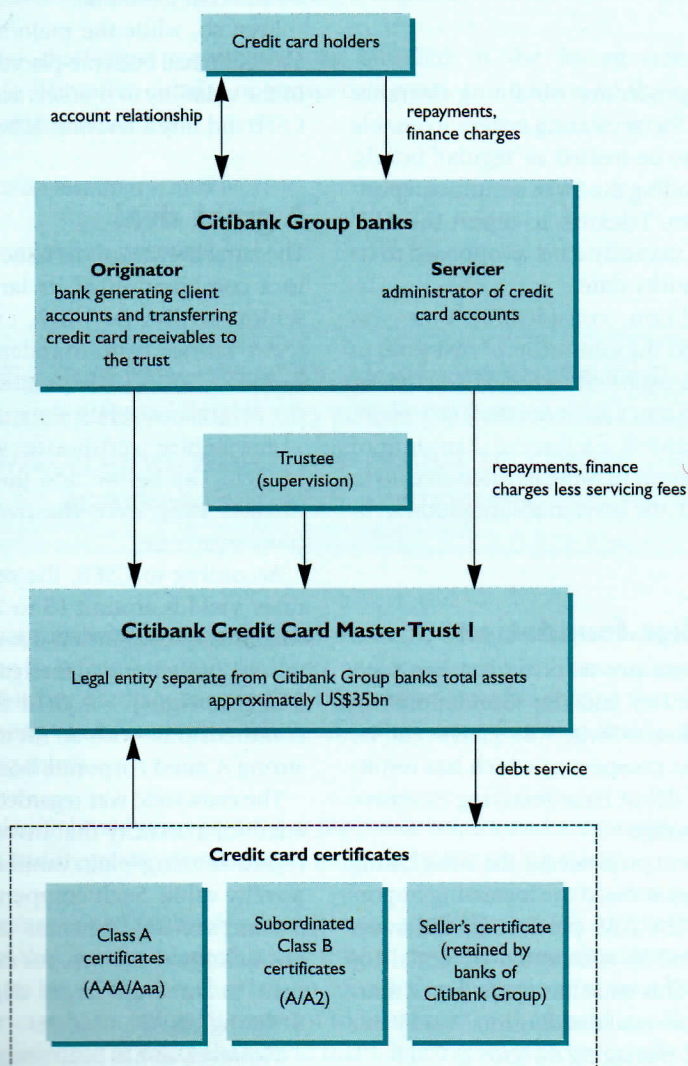 Credit card holders
account relationship
repayments,
finance charges
Citibank Group banks
Originator
bank generating client
accounts and transferring
credit card receivables to
the trust
Servicer
administrator of credit
card accounts
Trustee
(supervision)
repayments, finance
charges less servicing fees
Citibank Credit Card Master Trust I
Legal entity separate from Citibank Group banks total assets
approximately US$35bn
debt service
Credit card certificates
Class A
certificates
(AAA/Aaa)
Subordinated
Class B
certificates
(A/A2)
Seller's certificate
(retained by
banks of
Citibank Group)